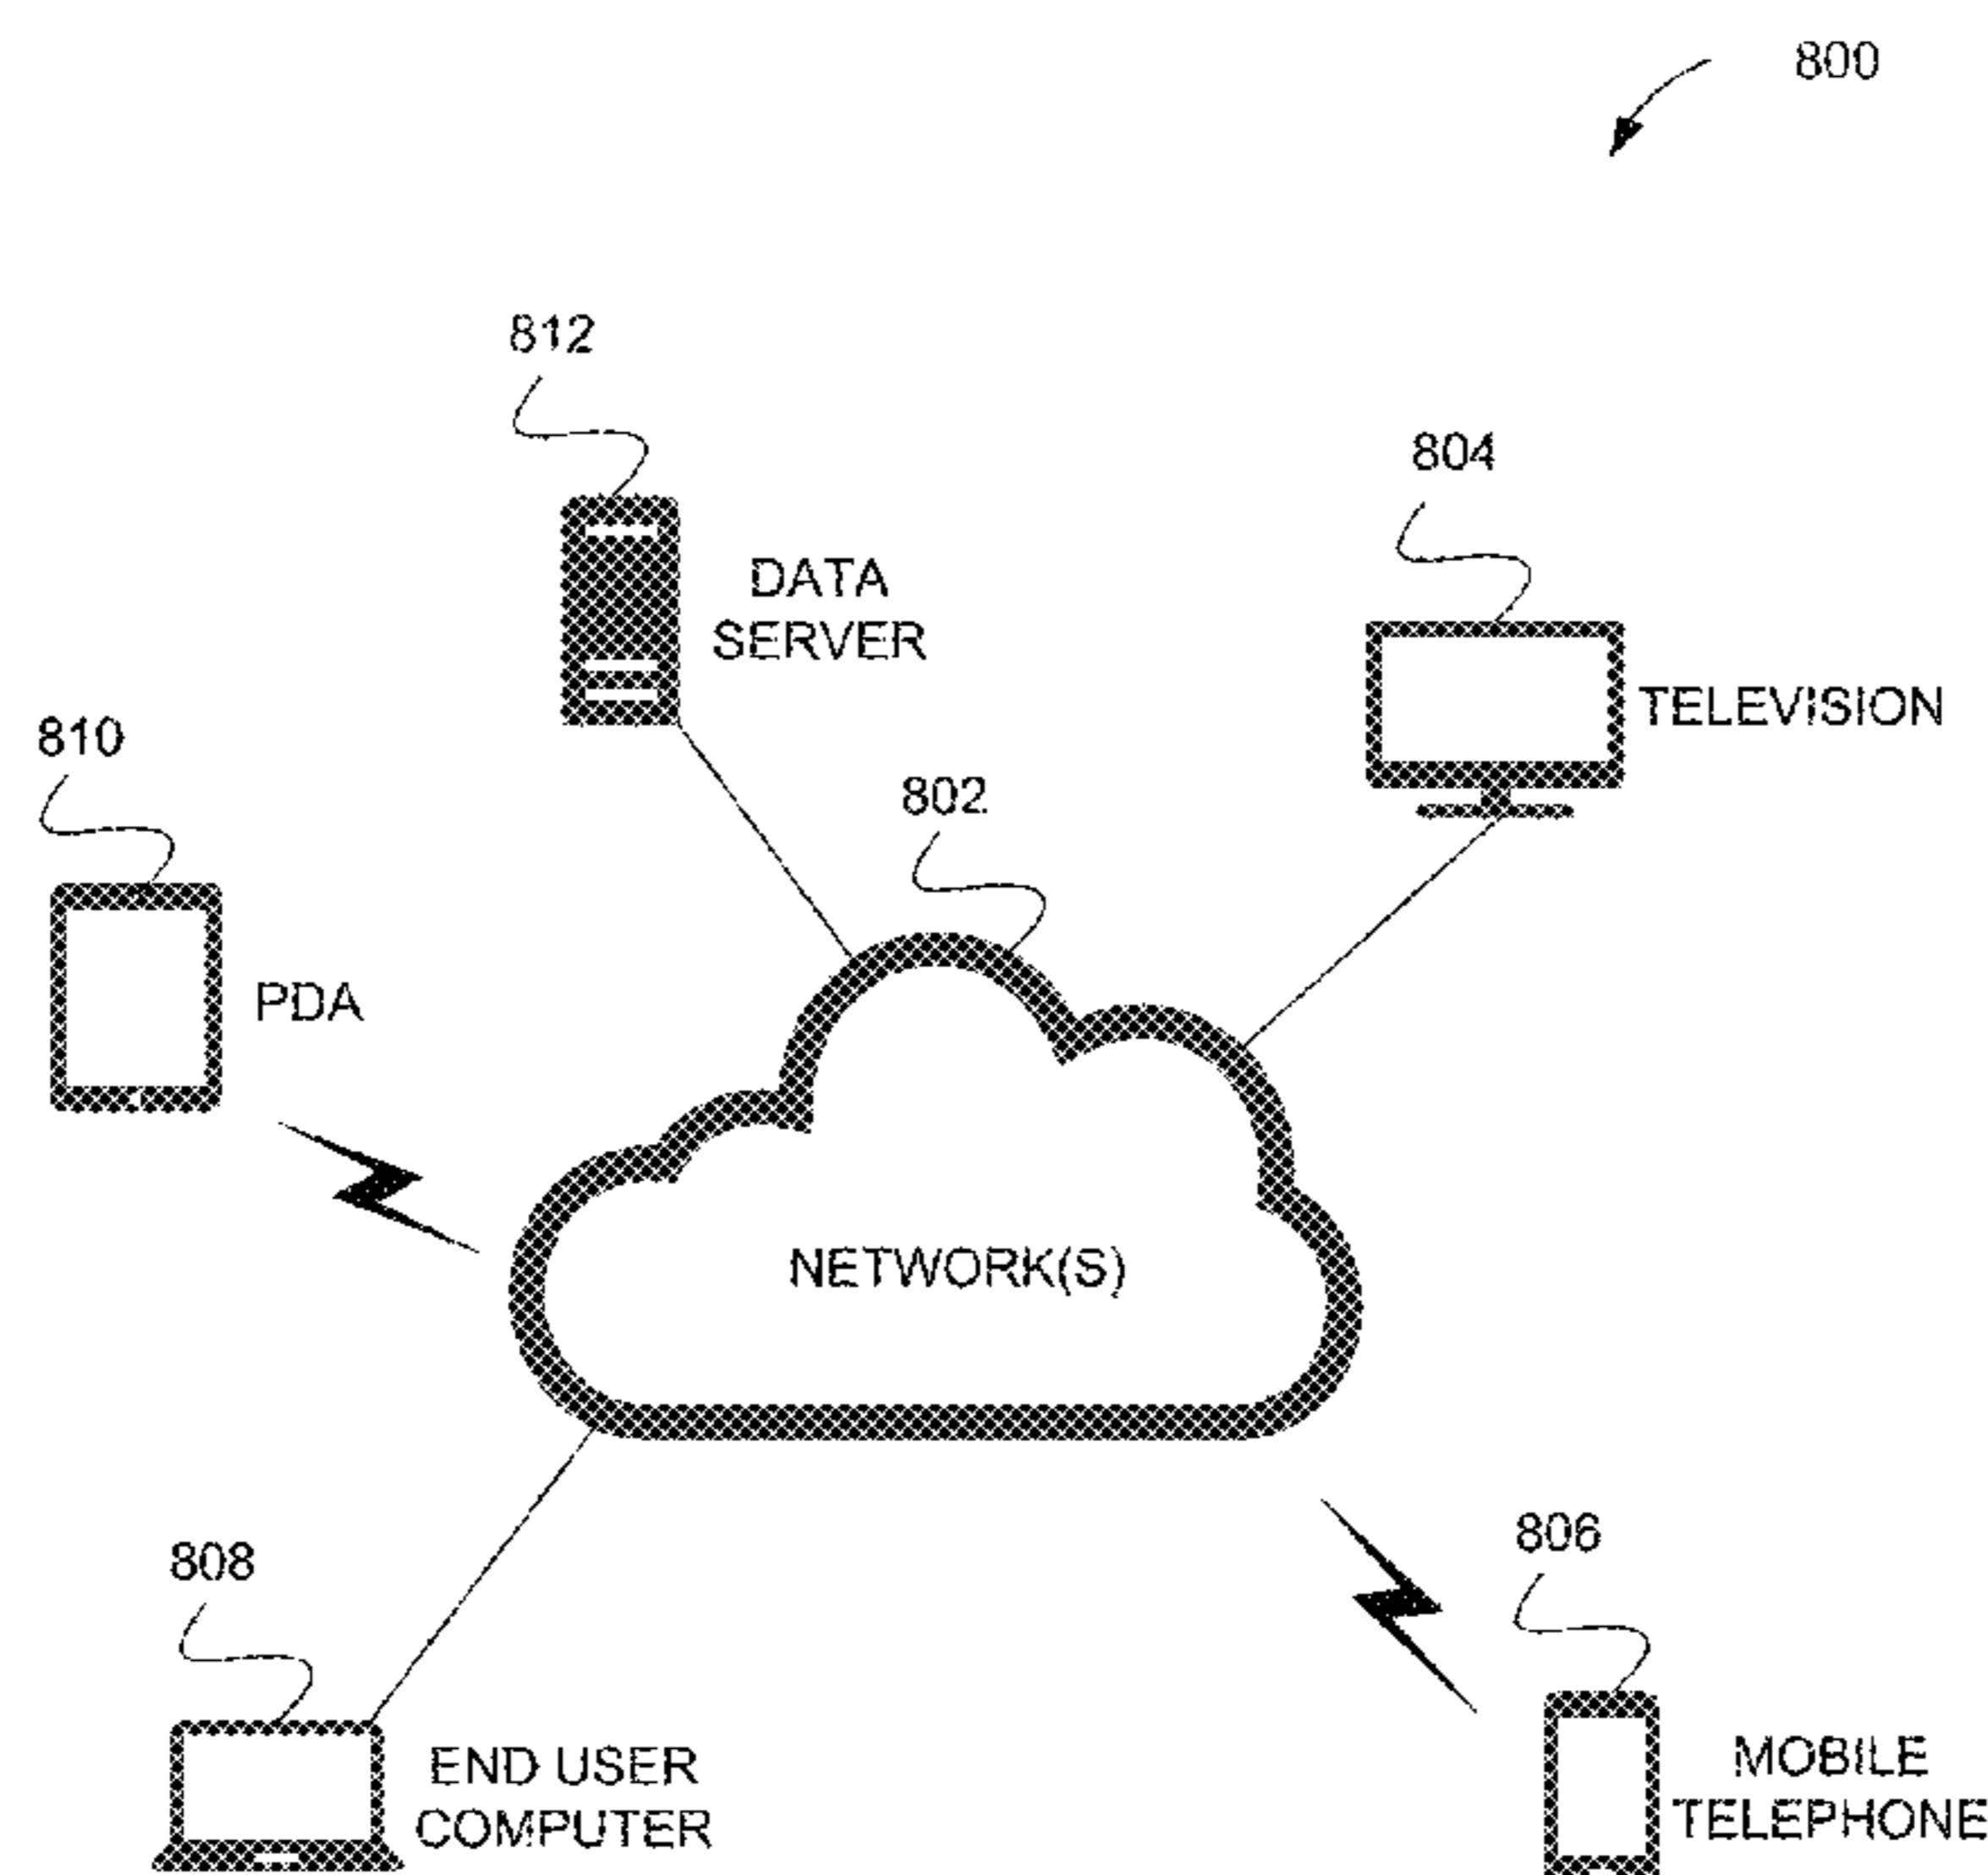 800
812
DATA
SERVER
804
TELEVISION
810
PDA
802
NETWORK(S)
808
END USER
COMPUTER
806
MOBILE
TELEPHONE